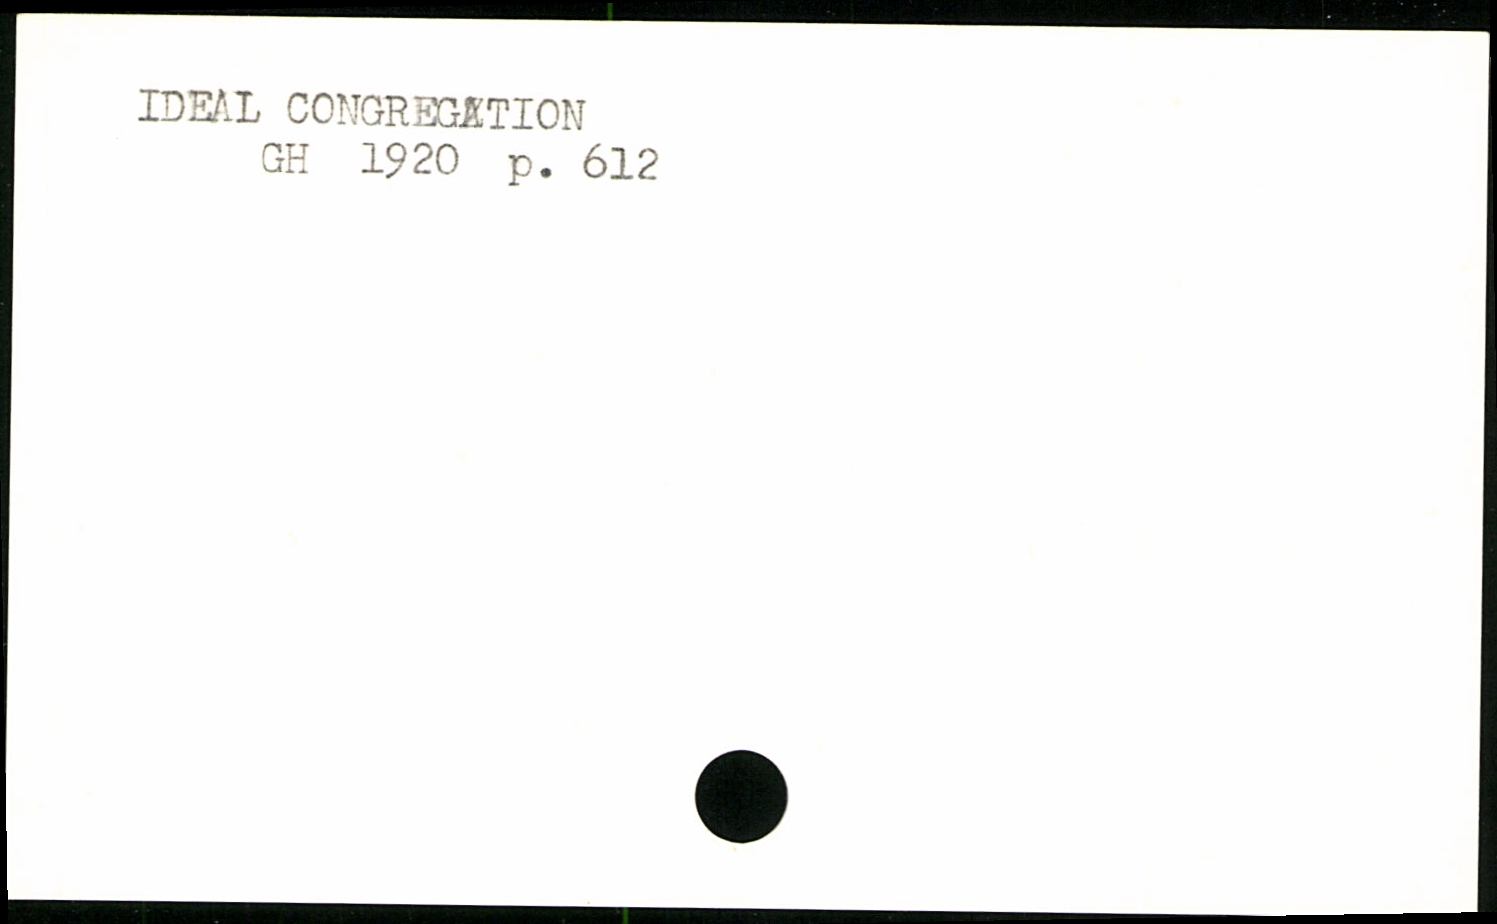 IDEAL CONGREGATION
GH 1920 p. 612